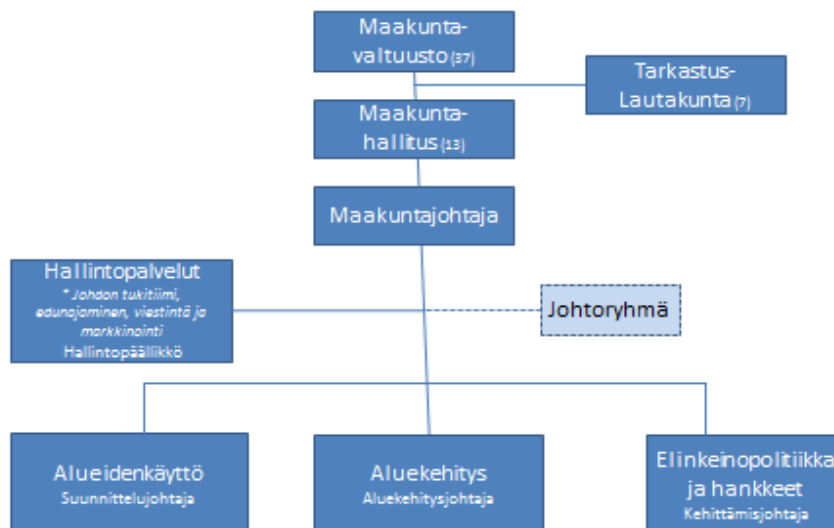 Maakunta-
valtuusto (37)
Tarkastus-
Lautakunta (7)
Maakunta-
hallitus (13)
Maakuntajohtaja
Hallintopalvelut
* Johdon tukitiimi,
edunajaminen, viestintä ja
markkinointi
Hallintopäällikkö
Johtoryhmä
Alueidenkäyttö
Suunnittelujohtaja
Aluekehitys
Aluekehitysjohtaja
Elinkeinopolitiikka
ja hankkeet
Kehittämisjohtaja